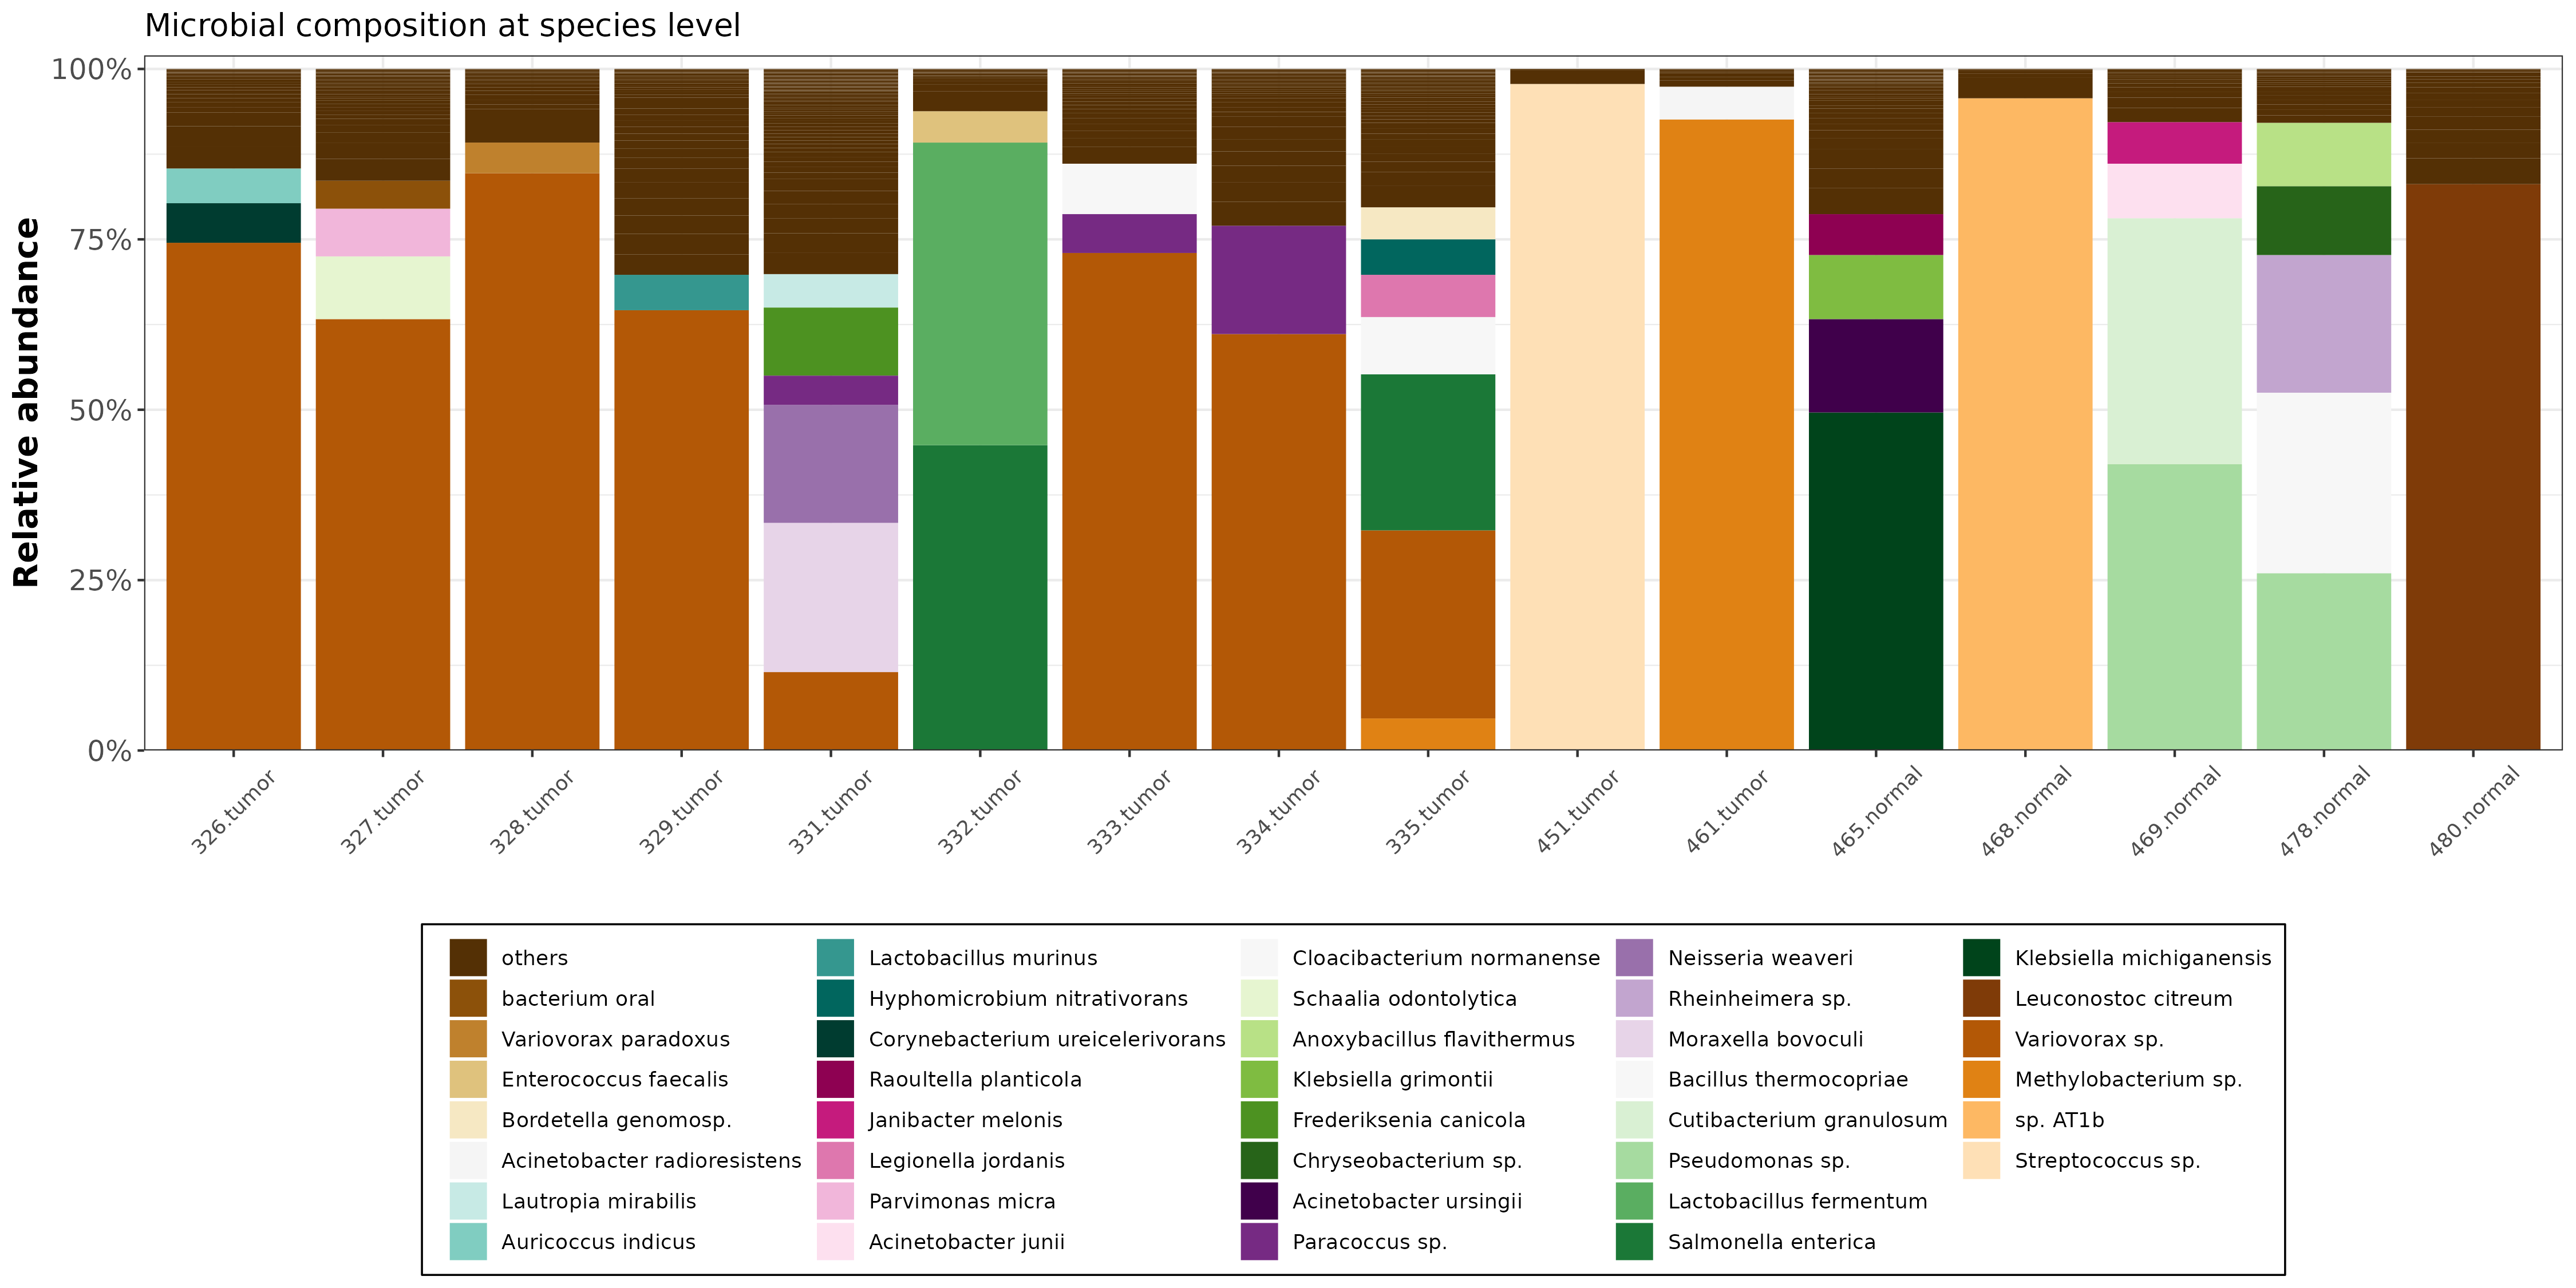 Microbial composition at species level
Relative abundance
100%
75%
50%
25%
0%
326.tumor
327.tumor
328.tumor
329.tumor
331.tumor
332.tumor
333.tumor
334.tumor
335.tumor
451.tumor
461.tumor
465.normal
468.normal
469.normal
478.normal
480.normal
others
bacterium oral
Variovorax paradoxus
Enterococcus faecalis
Bordetella genomosp.
Acinetobacter radioresistens
Lautropia mirabilis
Auricoccus indicus
Lactobacillus murinus
Hyphomicrobium nitrativorans
Corynebacterium ureicelerivorans
Raoultella planticola
Janibacter melonis
Legionella jordanis
Parvimonas micra
Acinetobacter junii
Cloacibacterium normanense
Schaalia odontolytica
Anoxybacillus flavithermus
Klebsiella grimontii
Frederiksenia canicola
Chryseobacterium sp.
Acinetobacter ursingii
Paracoccus sp.
Neisseria weaveri
Rheinheimera sp.
Moraxella bovoculi
Bacillus thermocopriae
Cutibacterium granulosum
Pseudomonas sp.
Lactobacillus fermentum
Salmonella enterica
Klebsiella michiganensis
Leuconostoc citreum
Variovorax sp.
Methylobacterium sp.
sp. AT1b
Streptococcus sp.